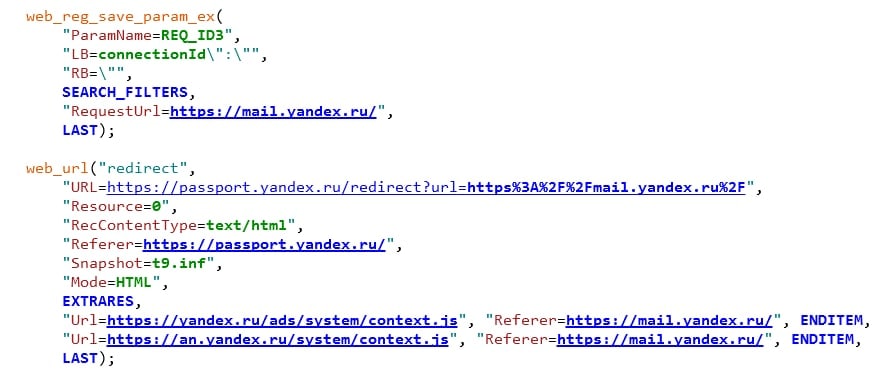 web_reg_save_param_ex(
"ParamName=REQ_ID3",
"LB=connectionId\":\"",
"RB=\"",
SEARCH_FILTERS,
"RequestUrl=https://mail.yandex.ru/",
LAST);
web_url("redirect",
"URL=https://passport.yandex.ru/redirect?url=https%3A%2F%2Fmail.yandex.ru%2F",
"Resource=0",
"RecContentType=text/html",
"Referer=https://passport.yandex.ru/",
"Snapshot=t9.inf",
"Mode=HTML",
EXTRARES,
"Url=https://yandex.ru/ads/system/context.js", "Referer=https://mail.yandex.ru/", ENDITEM,
"Url=https://an.yandex.ru/system/context.js", "Referer=https://mail.yandex.ru/", ENDITEM,
LAST);